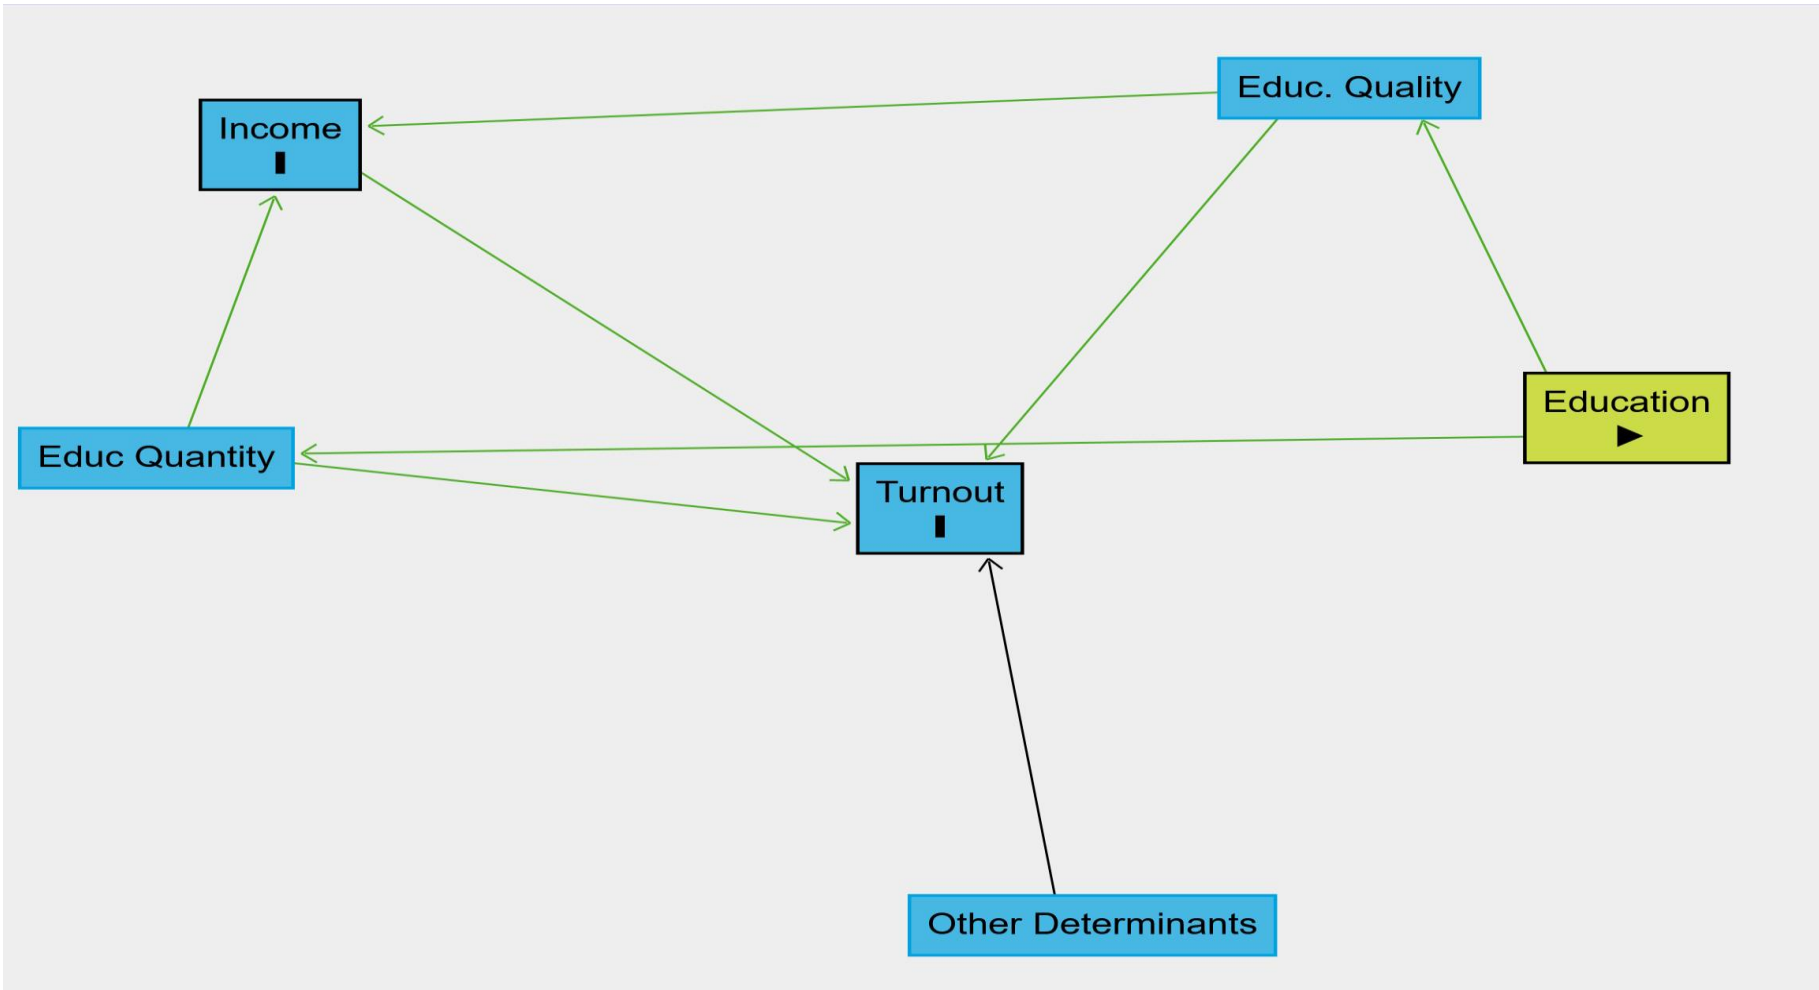 Educ. Quality
Income
Education
Educ Quantity
Turnout
Other Determinants